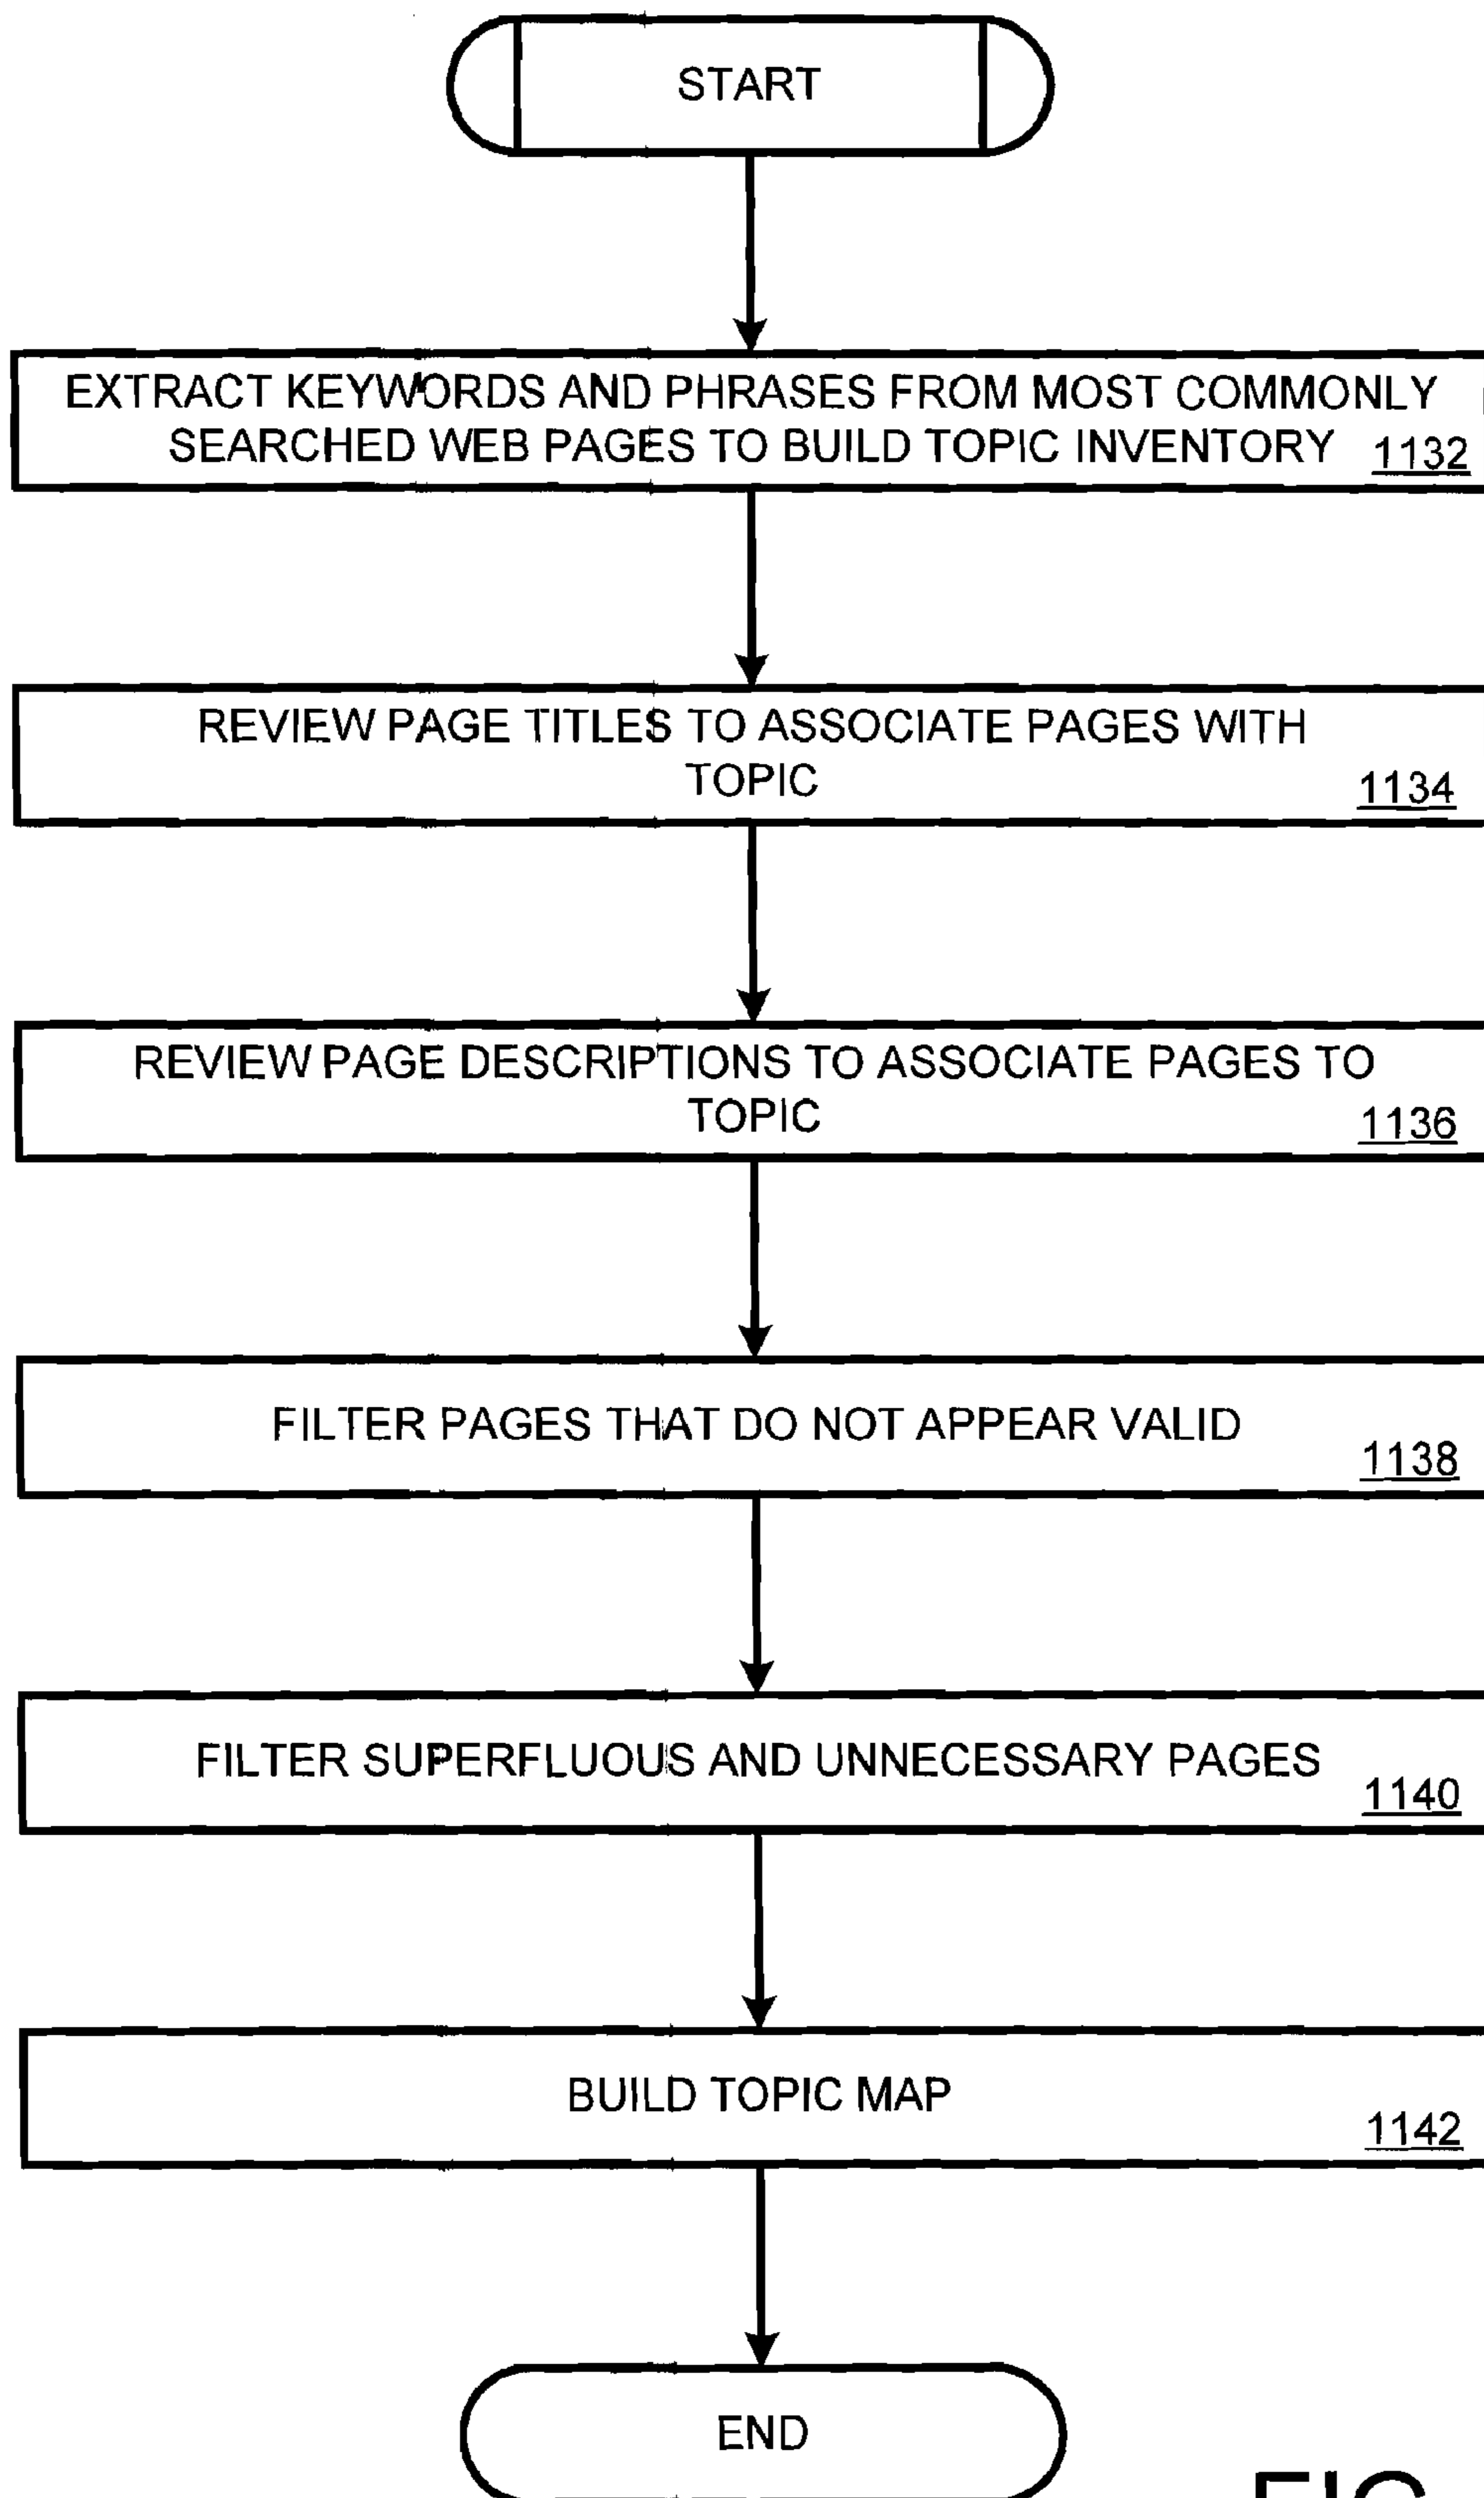 START
EXTRACT KEYWORDS AND PHRASES FROM MOST COMMONLY
SEARCHED WEB PAGES TO BUILD TOPIC INVENTORY 1132
REVIEW PAGE TITLES TO ASSOCIATE PAGES WITH
TOPIC 1134
REVIEW PAGE DESCRIPTIONS TO ASSOCIATE PAGES TO
TOPIC 1136
FILTER PAGES THAT DO NOT APPEAR VALID
1138
FILTER SUPERFLUOUS AND UNNECESSARY PAGES
1140
BUILD TOPIC MAP
1142
END